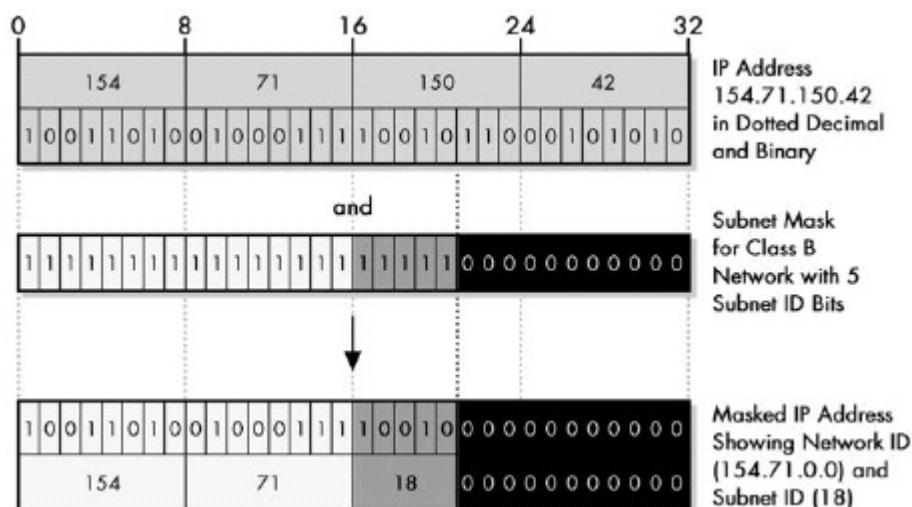 0 8 16 24 32
154 71 150 42
1 0 0 1 1 0 1 0 0 1 0 0 0 1 1 1 1 0 0 1 0 1 1 0 0 0 1 0 1 0 1 0
IP Address
154.71.150.42
in Dotted Decimal
and Binary
and
1 1 1 1 1 1 1 1 1 1 1 1 1 1 1 1 1 1 1 1 1 0 0 0 0 0 0 0 0 0 0 0
Subnet Mask
for Class B
Network with 5
Subnet ID Bits
1 0 0 1 1 0 1 0 0 1 0 0 0 1 1 1 1 0 0 1 0 0 0 0 0 0 0 0 0 0 0 0
154 71 18 0 0 0 0 0 0 0 0 0 0 0
Masked IP Address
Showing Network ID
(154.71.0.0) and
Subnet ID (18)